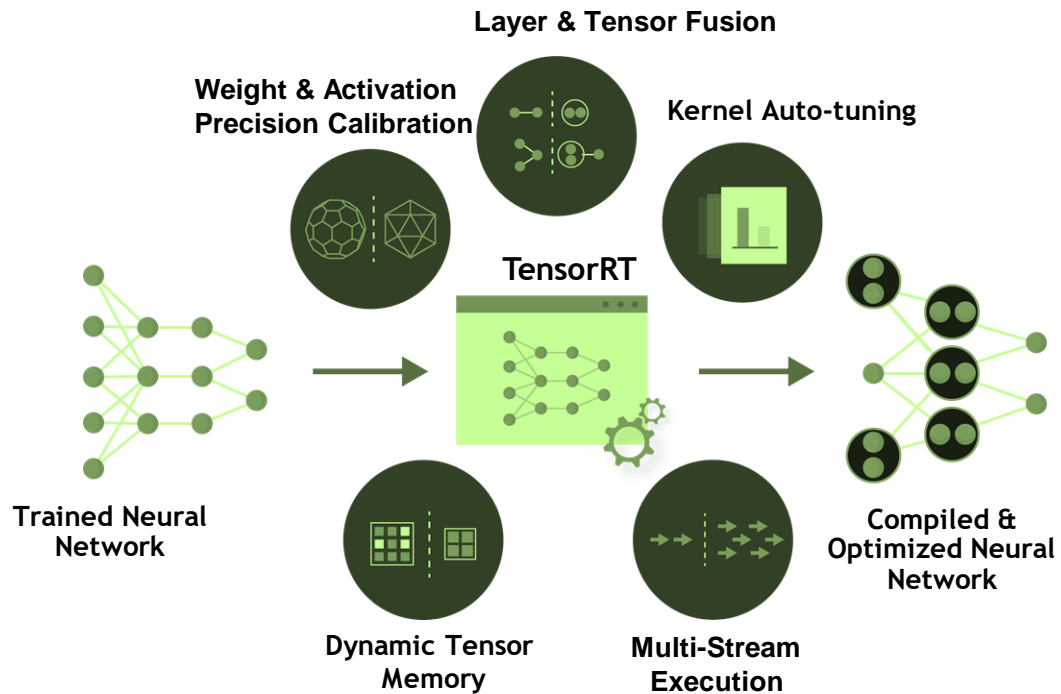 Layer & Tensor Fusion
Weight & Activation
Precision Calibration
Kernel Auto-tuning
TensorRT
Trained Neural
Network
Compiled &
Optimized Neural
Network
Dynamic Tensor
Memory
Multi-Stream
Execution